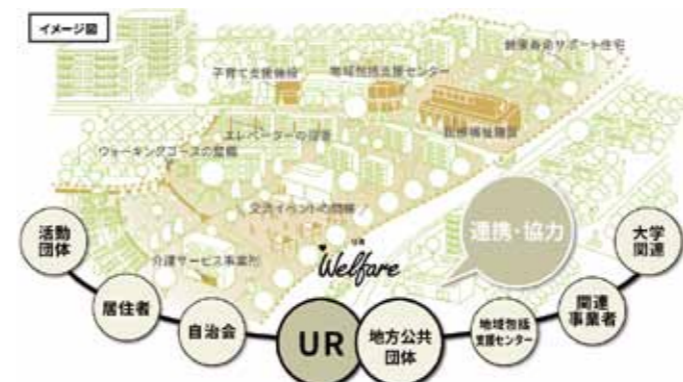 イメージ図
健康寿命サポート住宅
子育て支援施設
地域包括支援センター
エレベーターの設置
医療福祉施設
ウォーキングコースの整備
交流イベントの開催
連携・協力
介護サービス事業所
Welfare
活動
団体
居住者
自治会
UR
地方公共
団体
地域包括
支援センター
関連
事業者
大学
関連